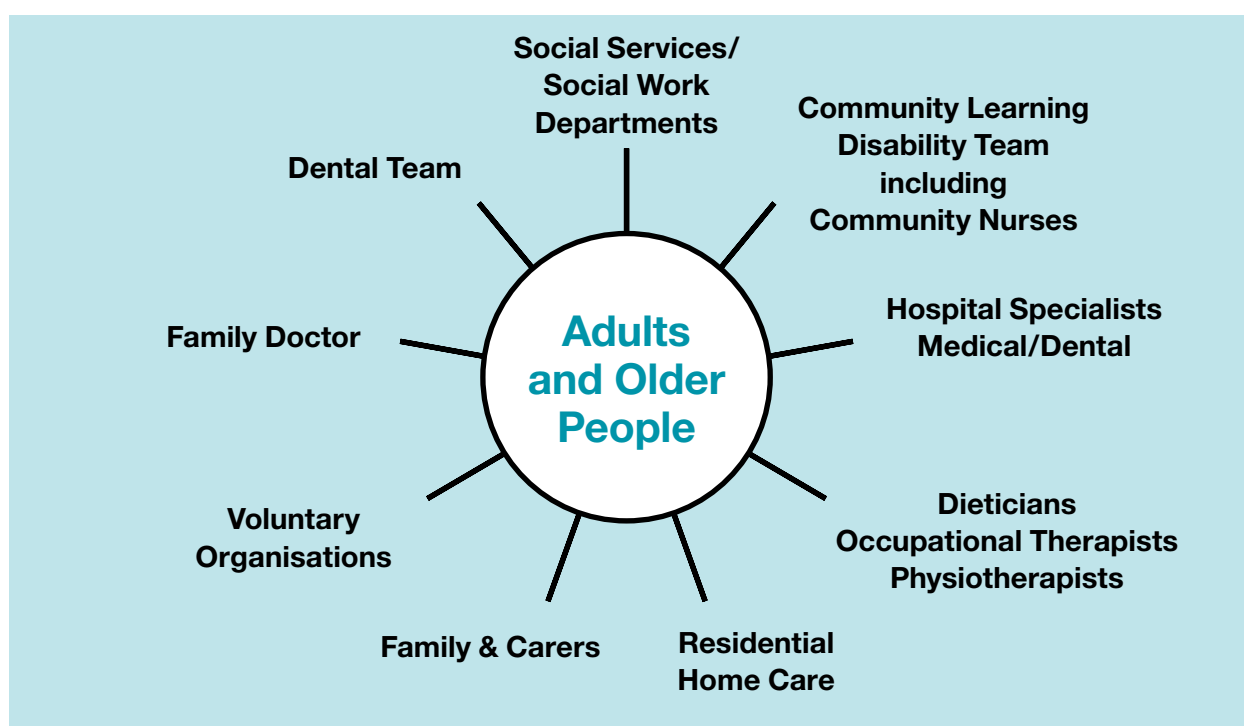 Social Services/
Social Work
Departments
Community Learning
Disability Team
including
Community Nurses
Hospital Specialists
Medical/Dental
Dieticians
Occupational Therapists
Physiotherapists
Residential
Home Care
Family & Carers
Voluntary
Organisations
Family Doctor
Dental Team
Adults
and Older
People